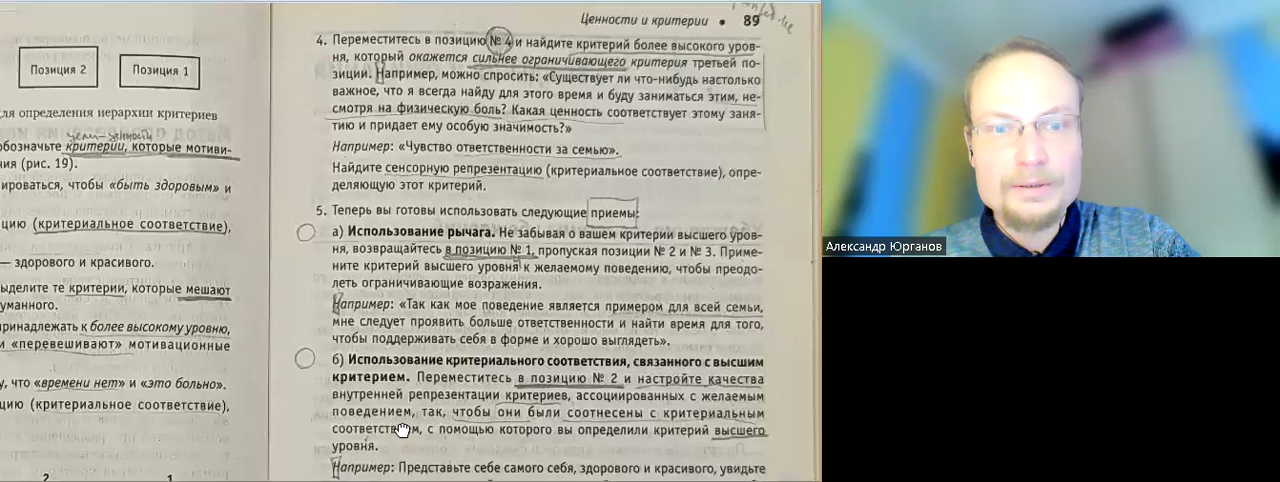 Позиция 2
Позиция 1
ля определения иерархии критериев
цели - ценности
обозначьте критерии, которые мотиви-
ния (рис. 19).
ироваться, чтобы «быть здоровым» и
цию (критериальное соответствие),
— здорового и красивого.
ыделите те критерии, которые мешают
уманного.
ринадлежать к более высокому уровню,
и «перевешивают» мотивационные
у, что «времени нет» и «это больно».
цию (критериальное соответствие),
2 1
Ценности и критерии • 89
4. Переместитесь в позицию № 4 и найдите критерий более высокого уров-
ня, который окажется сильнее ограничивающего критерия третьей по-
зиции. Например, можно спросить: «Существует ли что-нибудь настолько
важное, что я всегда найду для этого время и буду заниматься этим, не-
смотря на физическую боль? Какая ценность соответствует этому заня-
тию и придает ему особую значимость?»
Например: «Чувство ответственности за семью».
Найдите сенсорную репрезентацию (критериальное соответствие), опре-
деляющую этот критерий.
5. Теперь вы готовы использовать следующие приемы:
а) Использование рычага. Не забывая о вашем критерии высшего уров-
ня, возвращайтесь в позицию № 1, пропуская позиции № 2 и № 3. Приме-
ните критерий высшего уровня к желаемому поведению, чтобы преодо-
леть ограничивающие возражения.
Например: «Так как мое поведение является примером для всей семьи,
мне следует проявить больше ответственности и найти время для того,
чтобы поддерживать себя в форме и хорошо выглядеть».
б) Использование критериального соответствия, связанного с высшим
критерием. Переместитесь в позицию № 2 и настройте качества
внутренней репрезентации критериев, ассоциированных с желаемым
поведением, так, чтобы они были соотнесены с критериальным
соответствием, с помощью которого вы определили критерий высшего
уровня.
Например: Представьте себе самого себя, здорового и красивого, увидьте
Александр Юрганов